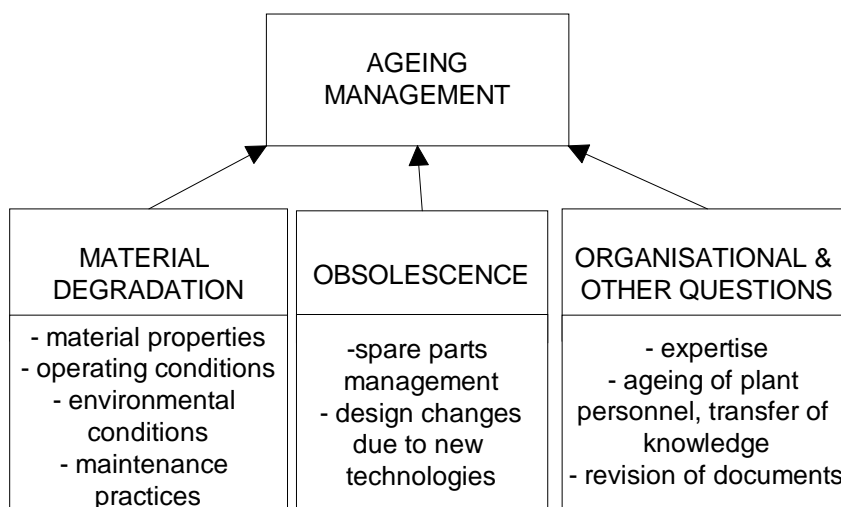 AGEING
MANAGEMENT
MATERIAL
DEGRADATION
- material properties
- operating conditions
- environmental
conditions
- maintenance
practices
OBSOLESCENCE
-spare parts
management
- design changes
due to new
technologies
ORGANISATIONAL &
OTHER QUESTIONS
- expertise
- ageing of plant
personnel, transfer of
knowledge
- revision of documents